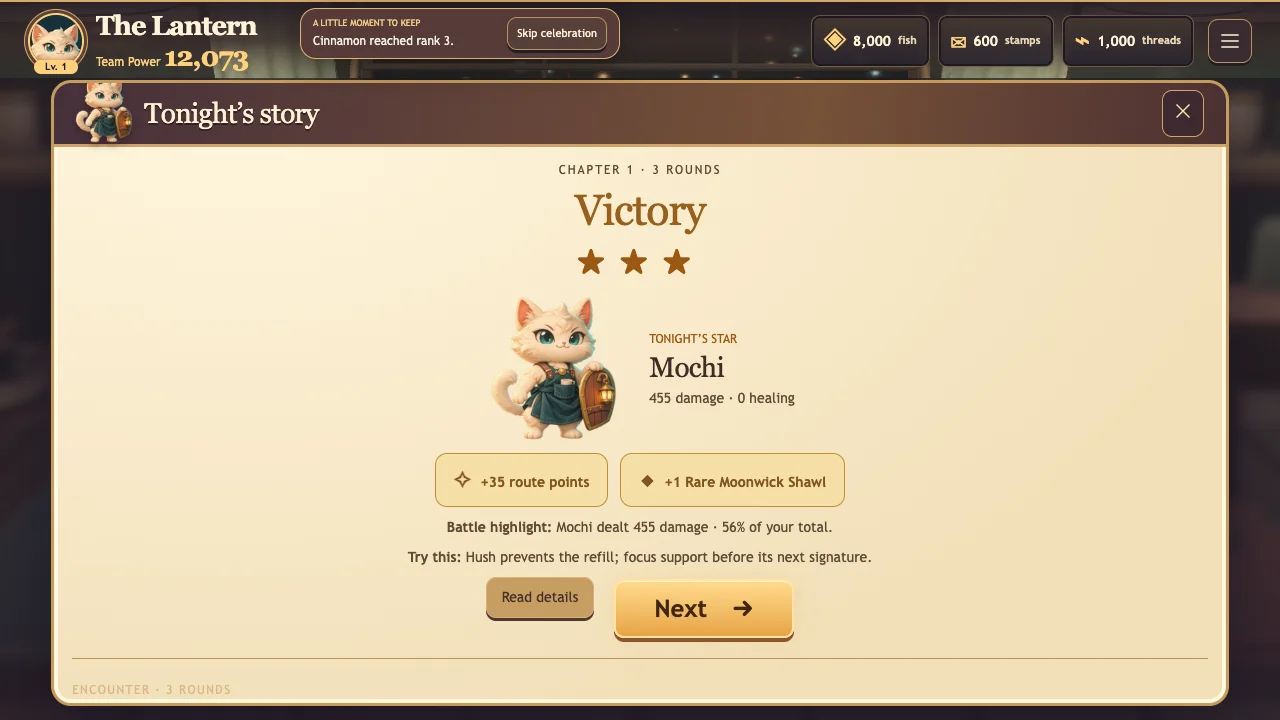 The Lantern
Lv. 1
Team Power 12,073
A LITTLE MOMENT TO KEEP
Cinnamon reached rank 3.
Skip celebration
8,000 fish
600 stamps
1,000 threads
Tonight’s story
CHAPTER 1 · 3 ROUNDS
Victory
TONIGHT’S STAR
Mochi
455 damage · 0 healing
+35 route points
+1 Rare Moonwick Shawl
Battle highlight: Mochi dealt 455 damage · 56% of your total.
Try this: Hush prevents the refill; focus support before its next signature.
Read details
Next →
ENCOUNTER · 3 ROUNDS